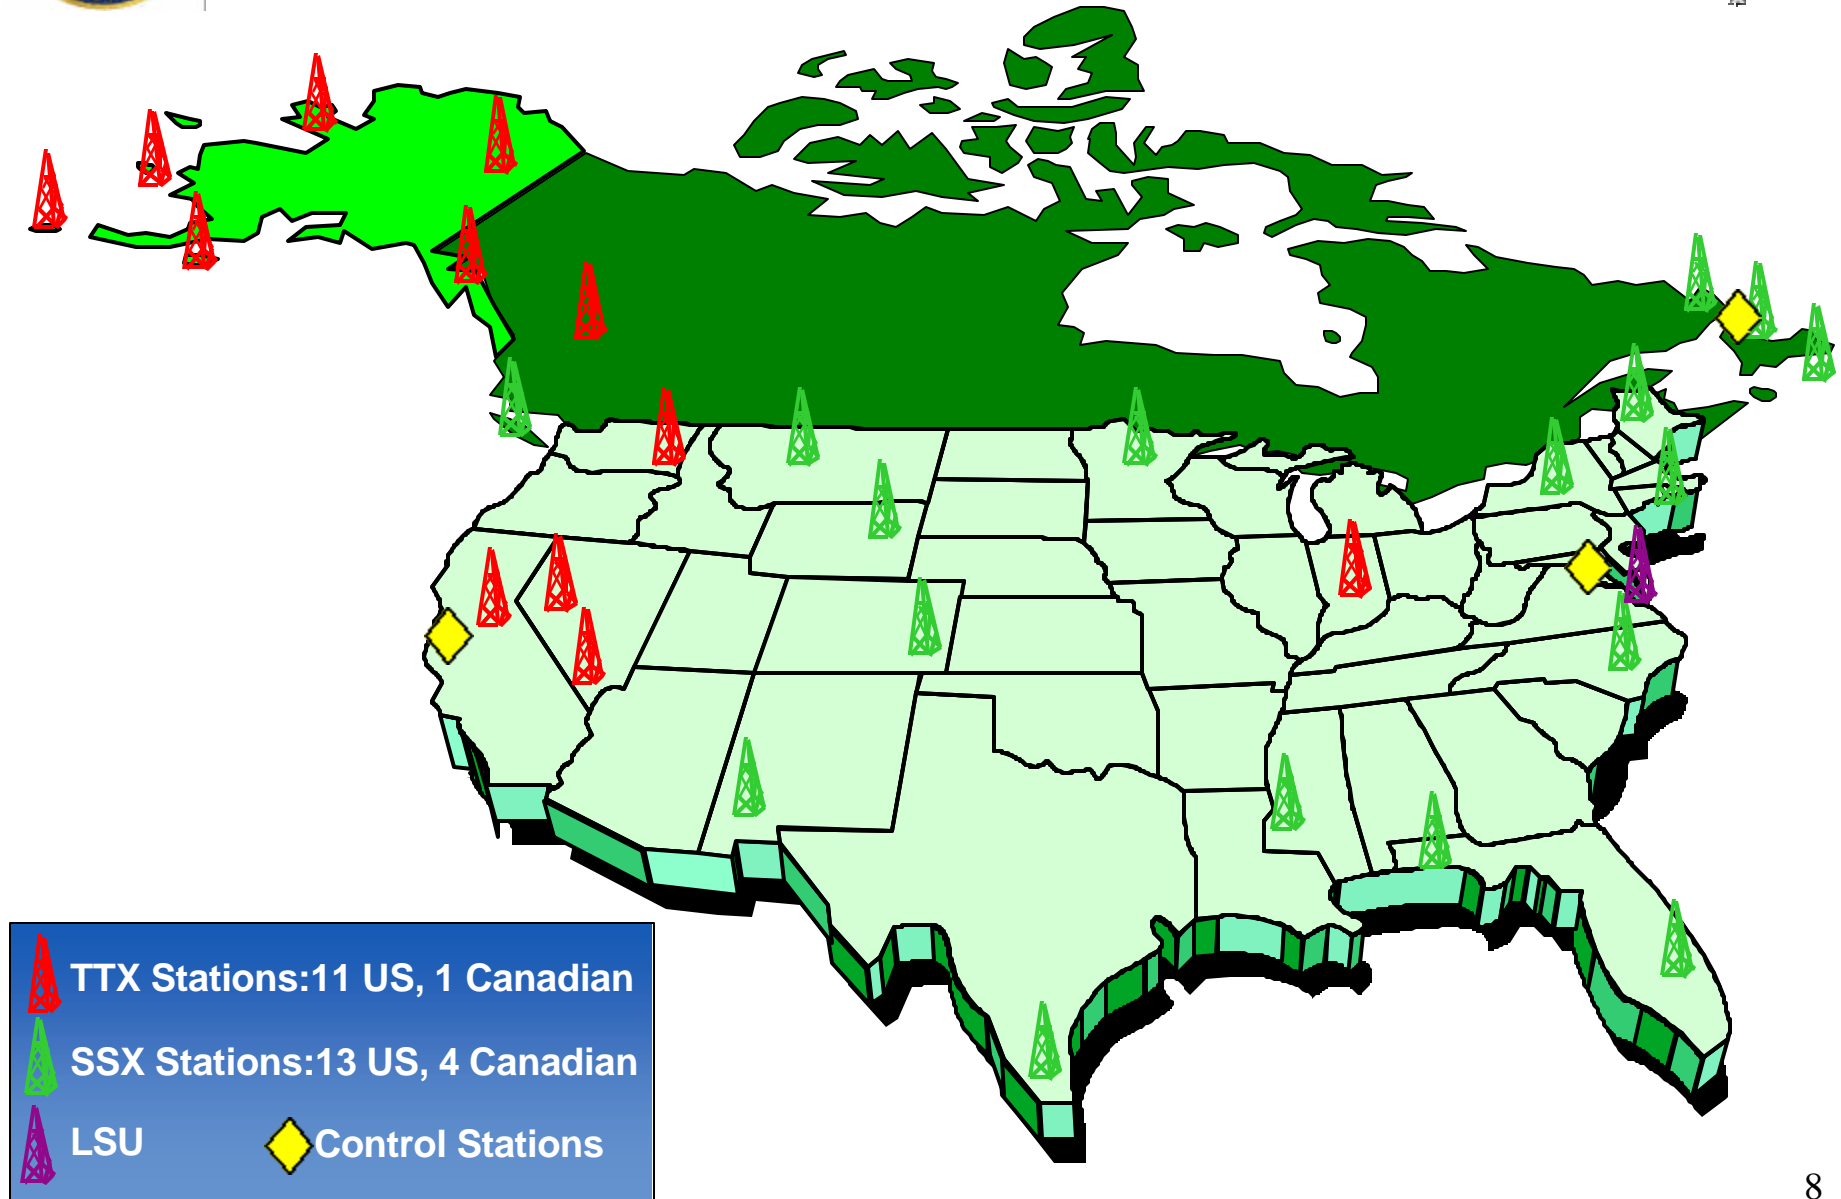 TTX Stations:11 US, 1 Canadian
SSX Stations:13 US, 4 Canadian
LSU
Control Stations
8